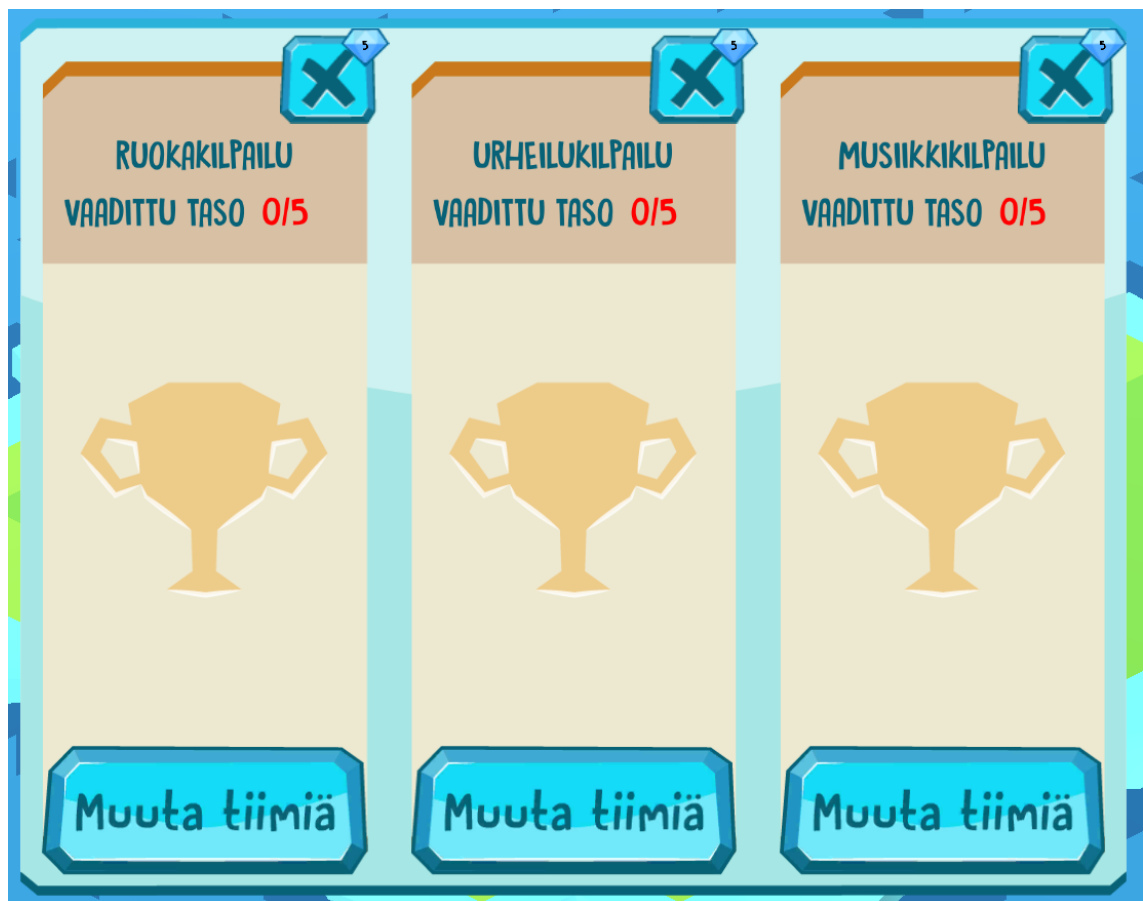 5
RUOKAKILPAILU
VAADITTU TASO 0/5
Muuta tiimiä
5
URHEILUKILPAILU
VAADITTU TASO 0/5
Muuta tiimiä
5
MUSIIKKIKILPAILU
VAADITTU TASO 0/5
Muuta tiimiä